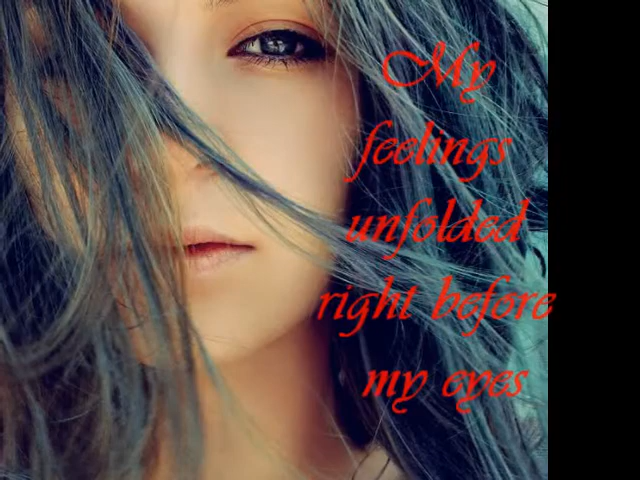 My
feelings
unfolded
right before
my eyes